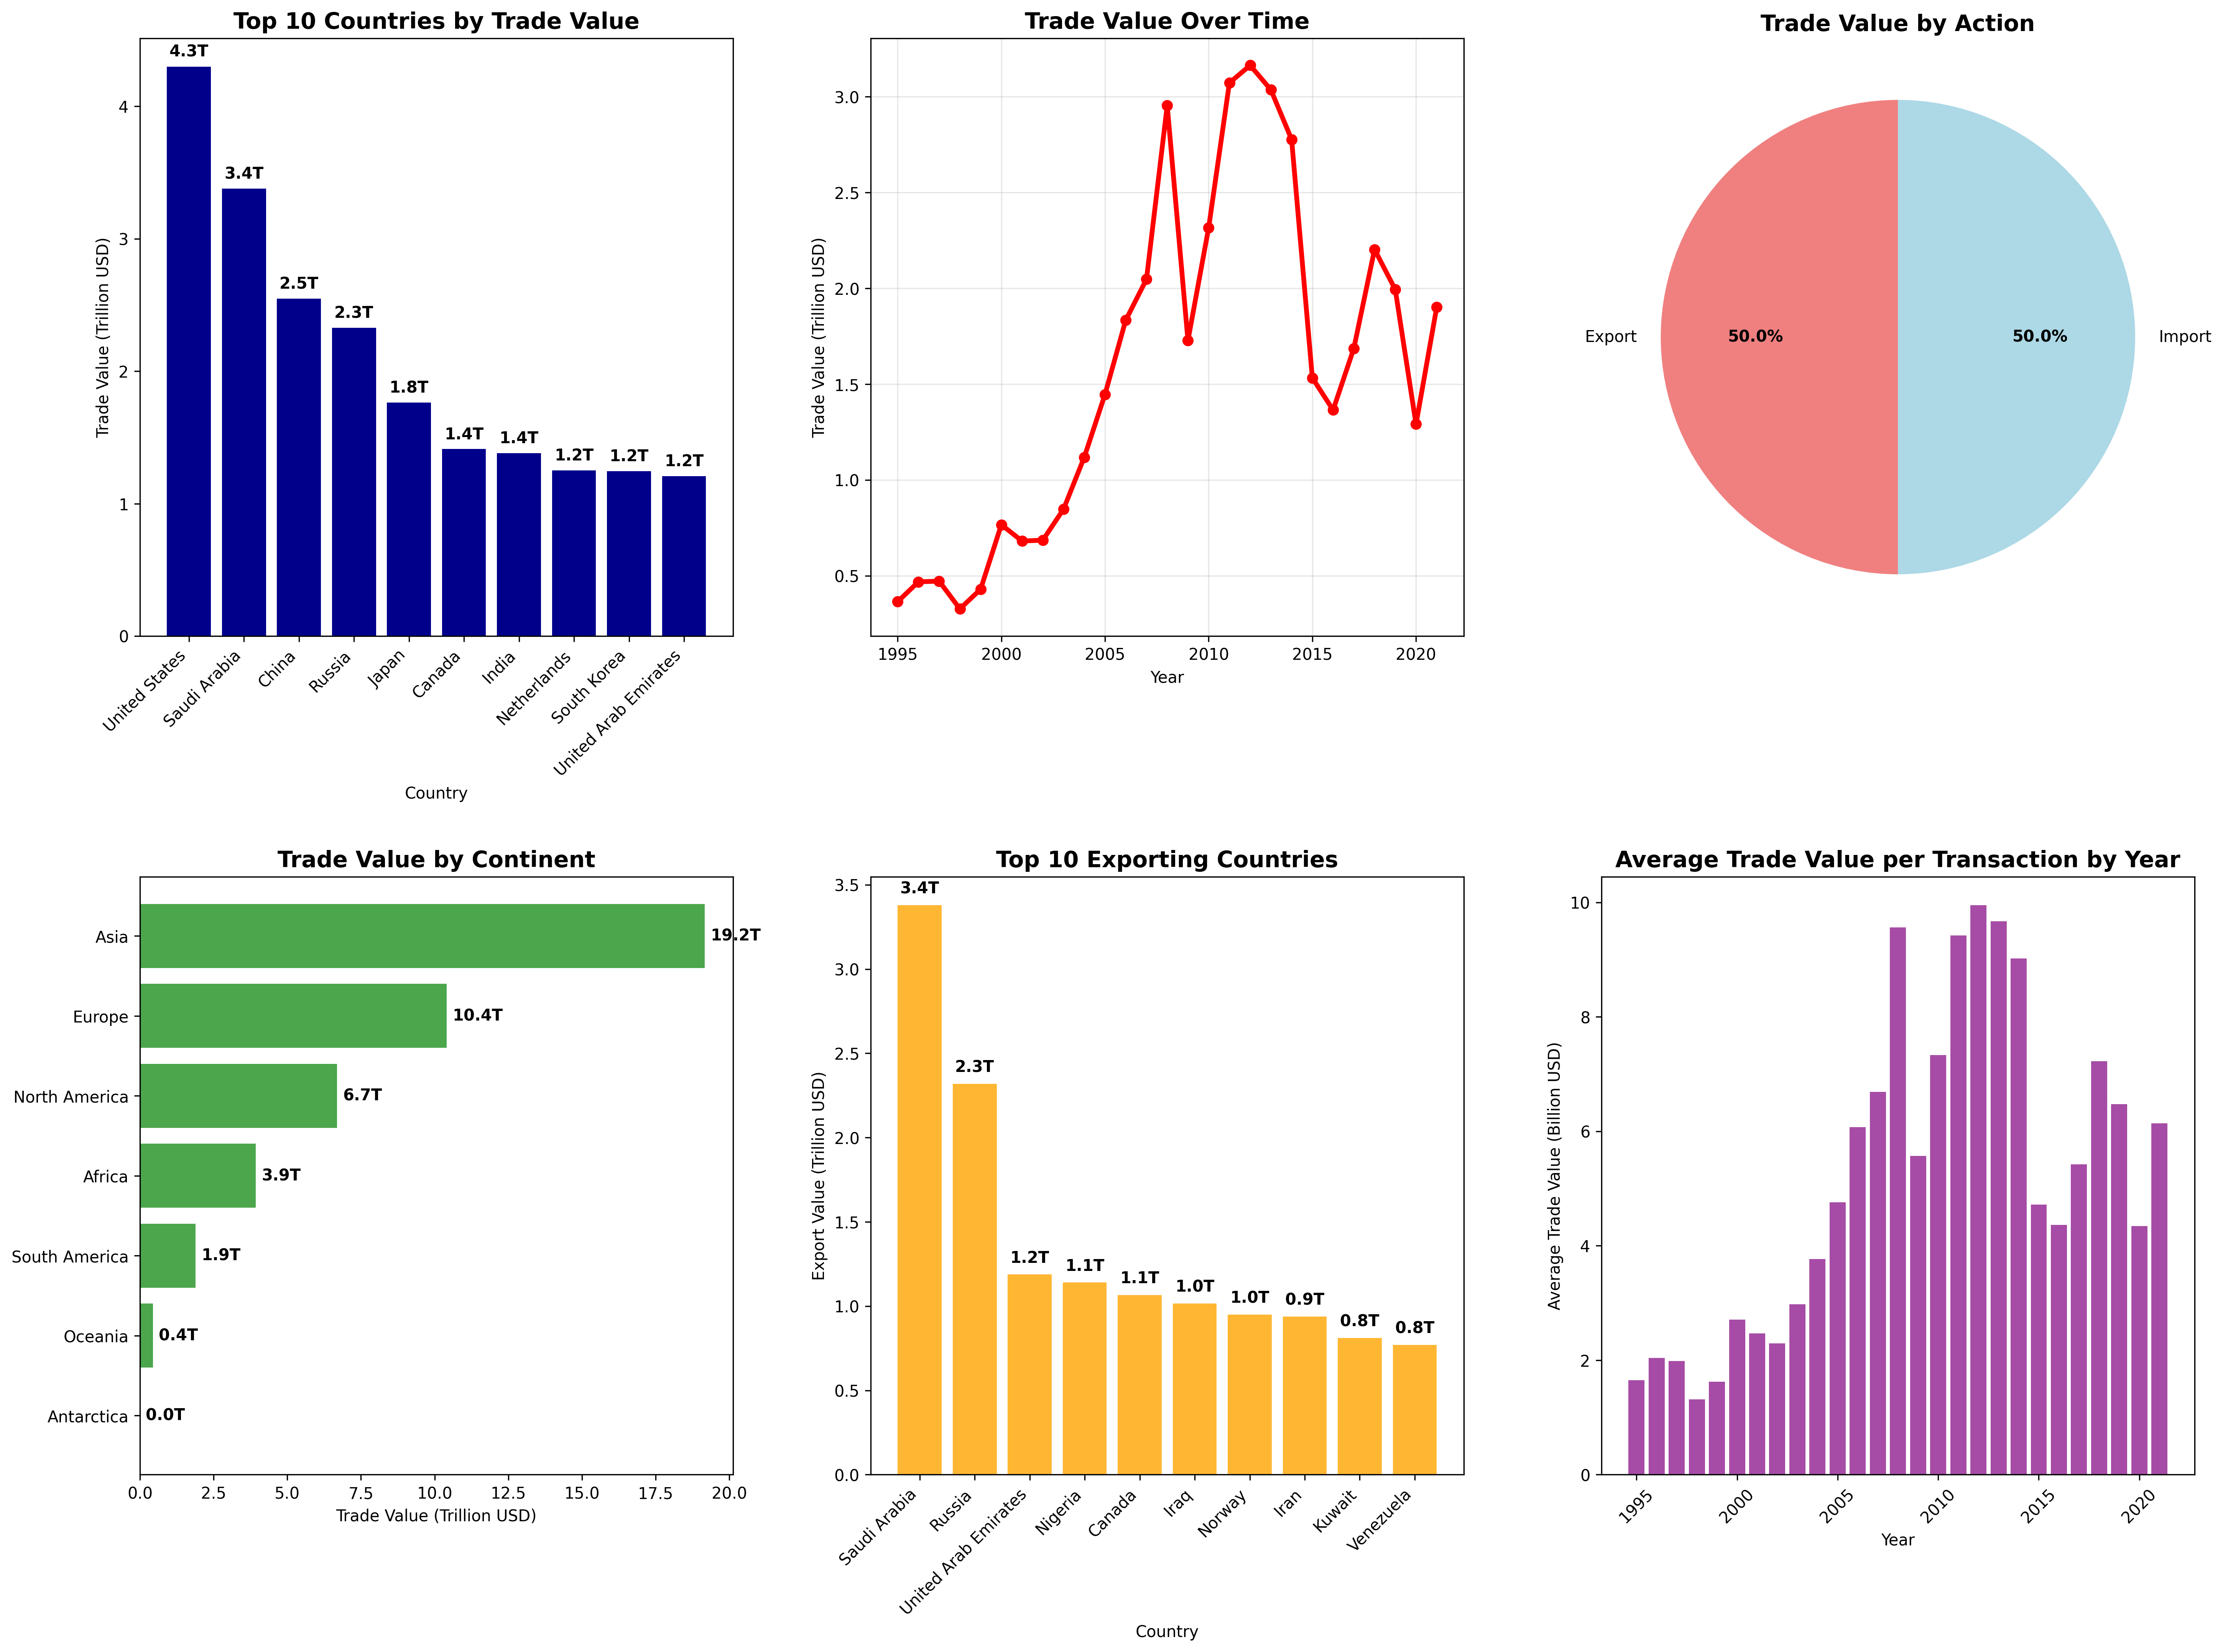 Top 10 Countries by Trade Value
4.3T
3.4T
2.5T
2.3T
1.8T
1.4T
1.4T
1.2T
1.2T
1.2T
Trade Value (Trillion USD)
4
3
2
1
0
United States
Saudi Arabia
China
Russia
Japan
Canada
India
Netherlands
South Korea
United Arab Emirates
Country
Trade Value Over Time
Trade Value (Trillion USD)
3.0
2.5
2.0
1.5
1.0
0.5
1995
2000
2005
2010
2015
2020
Year
Trade Value by Action
Export
50.0%
50.0%
Import
Trade Value by Continent
Asia
19.2T
Europe
10.4T
North America
6.7T
Africa
3.9T
South America
1.9T
Oceania
0.4T
Antarctica
0.0T
0.0
2.5
5.0
7.5
10.0
12.5
15.0
17.5
20.0
Trade Value (Trillion USD)
Top 10 Exporting Countries
3.4T
2.3T
1.2T
1.1T
1.1T
1.0T
1.0T
0.9T
0.8T
0.8T
Export Value (Trillion USD)
3.5
3.0
2.5
2.0
1.5
1.0
0.5
0.0
Saudi Arabia
Russia
United Arab Emirates
Nigeria
Canada
Iraq
Norway
Iran
Kuwait
Venezuela
Country
Average Trade Value per Transaction by Year
Average Trade Value (Billion USD)
10
8
6
4
2
0
1995
2000
2005
2010
2015
2020
Year